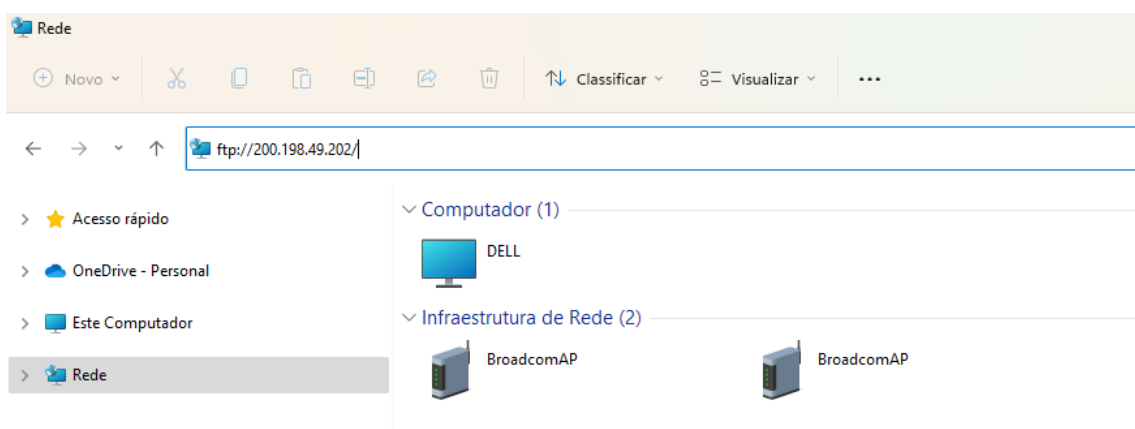 Rede
Novo Classificar Visualizar
ftp://200.198.49.202/
Acesso rápido
OneDrive - Personal
Este Computador
Rede
Computador (1)
DELL
Infraestrutura de Rede (2)
BroadcomAP BroadcomAP